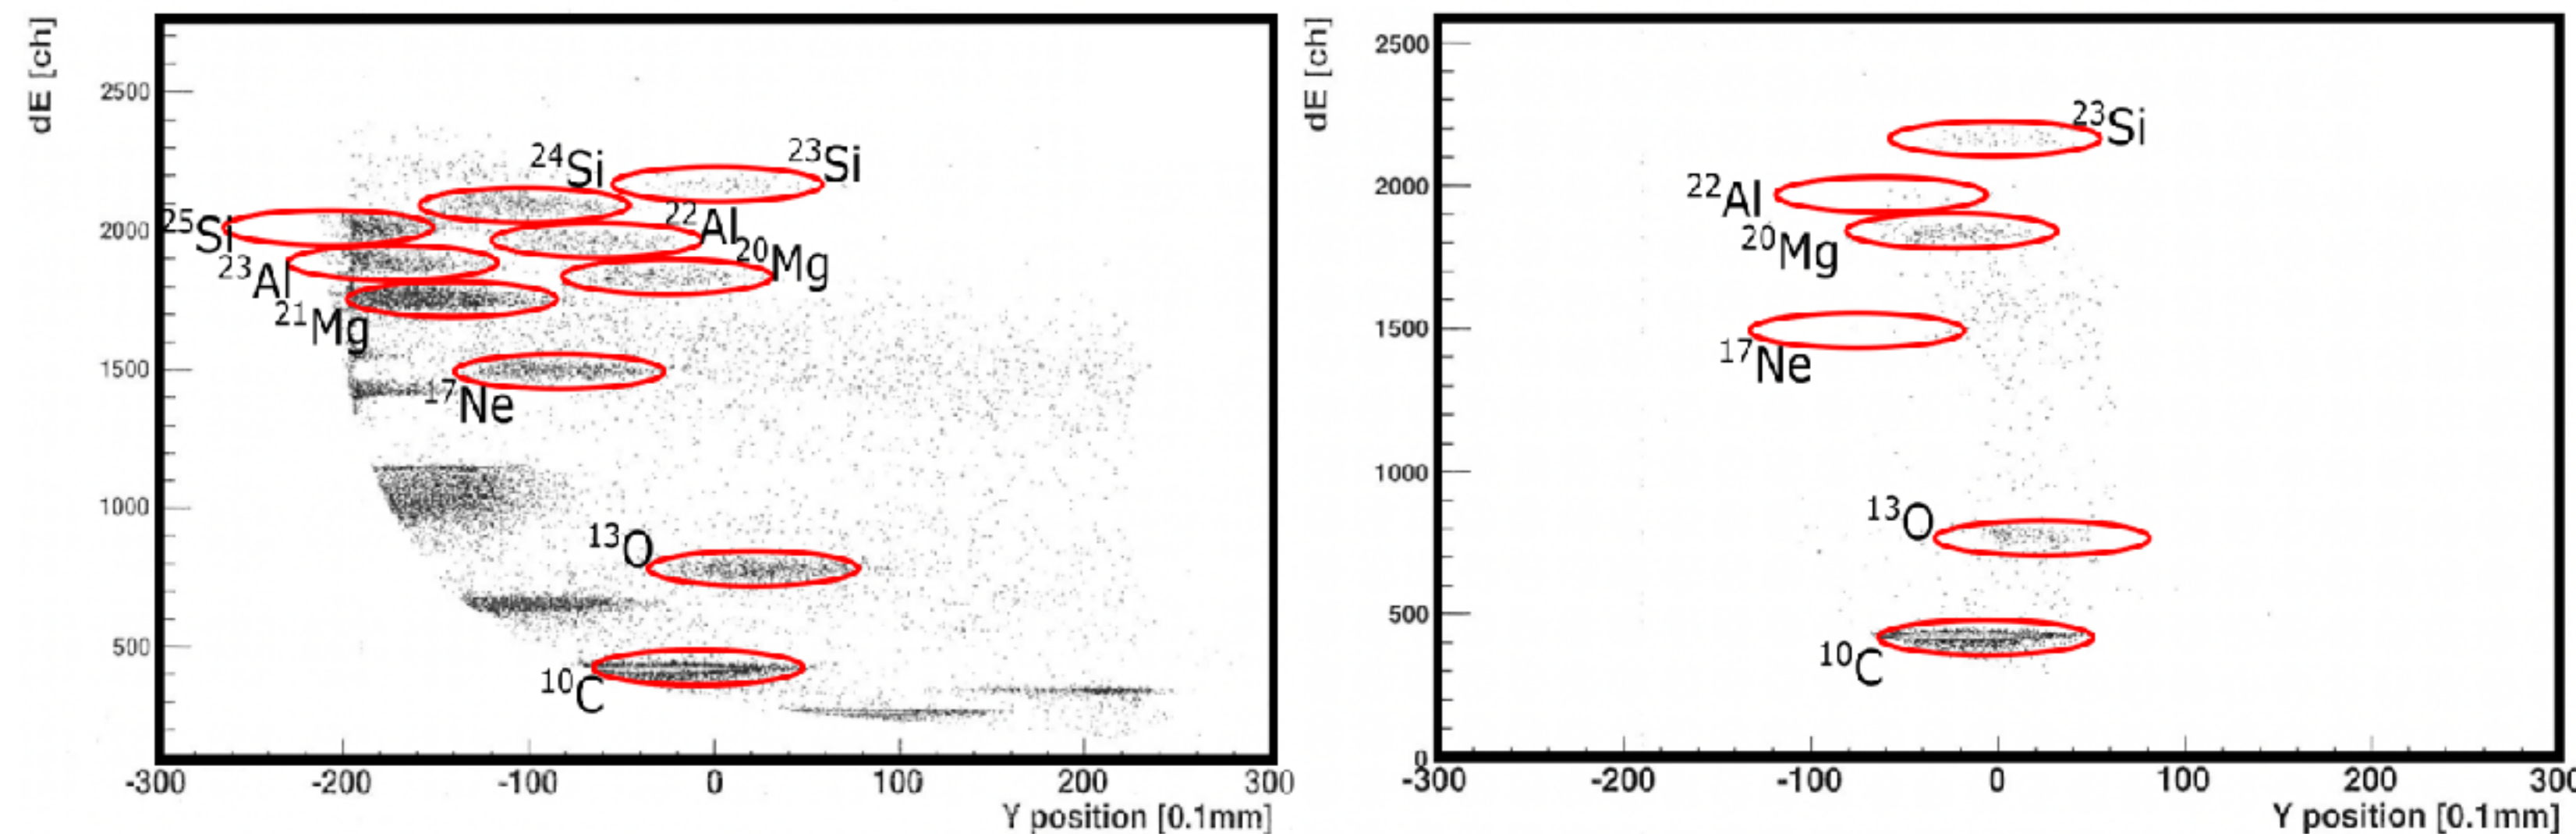 dE [ch]
2500
2000
1500
1000
500
²⁴Si
²³Si
²⁵Si
²²Al
²³Al
²⁰Mg
²¹Mg
¹⁷Ne
¹³O
¹⁰C
-300 -200 -100 0 100 200 300
Y position [0.1mm]
dE [ch]
2500
2000
1500
1000
500
0
²³Si
²²Al
²⁰Mg
¹⁷Ne
¹³O
¹⁰C
-300 -200 -100 0 100 200 300
Y position [0.1mm]